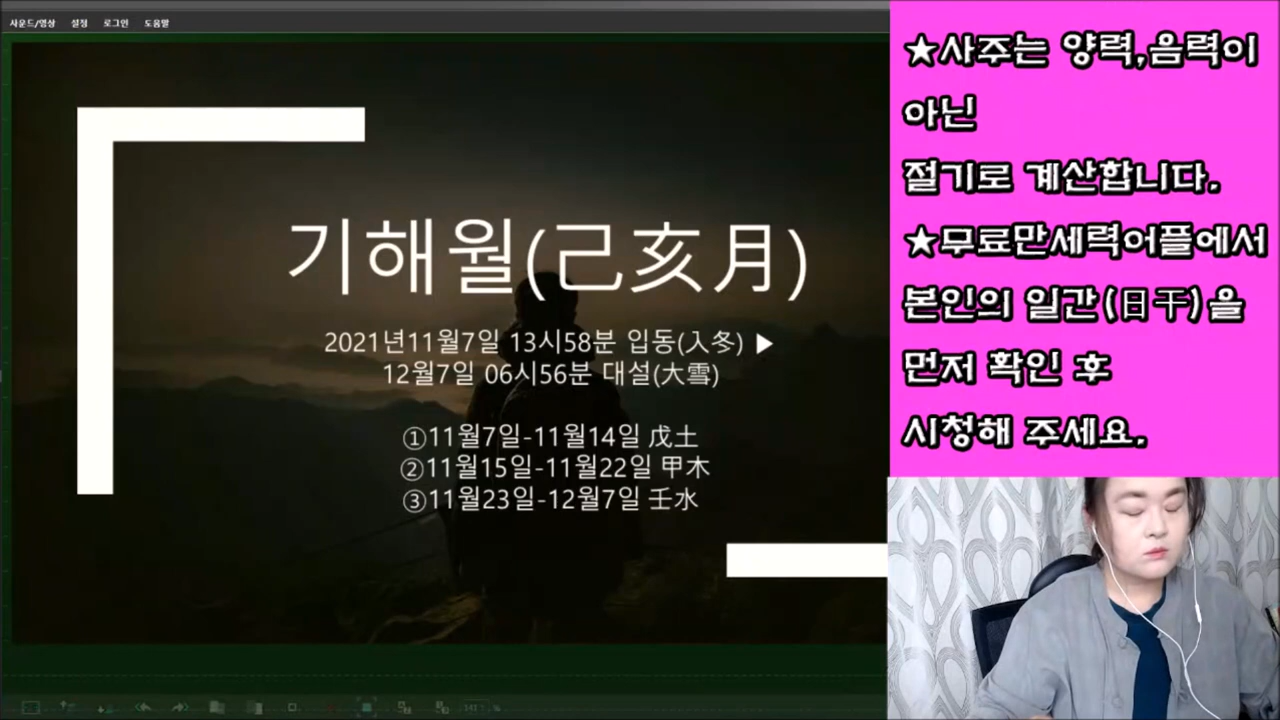 사운드/영상 설정 로그인 도움말
기해월(己亥月)
2021년11월7일 13시58분 입동(入冬) ▶
12월7일 06시56분 대설(大雪)
①11월7일-11월14일 戊土
②11월15일-11월22일 甲木
③11월23일-12월7일 壬水
★사주는 양력,음력이
아닌
절기로 계산합니다.
★무료만세력어플에서
본인의 일간(日干)을
먼저 확인 후
시청해 주세요.